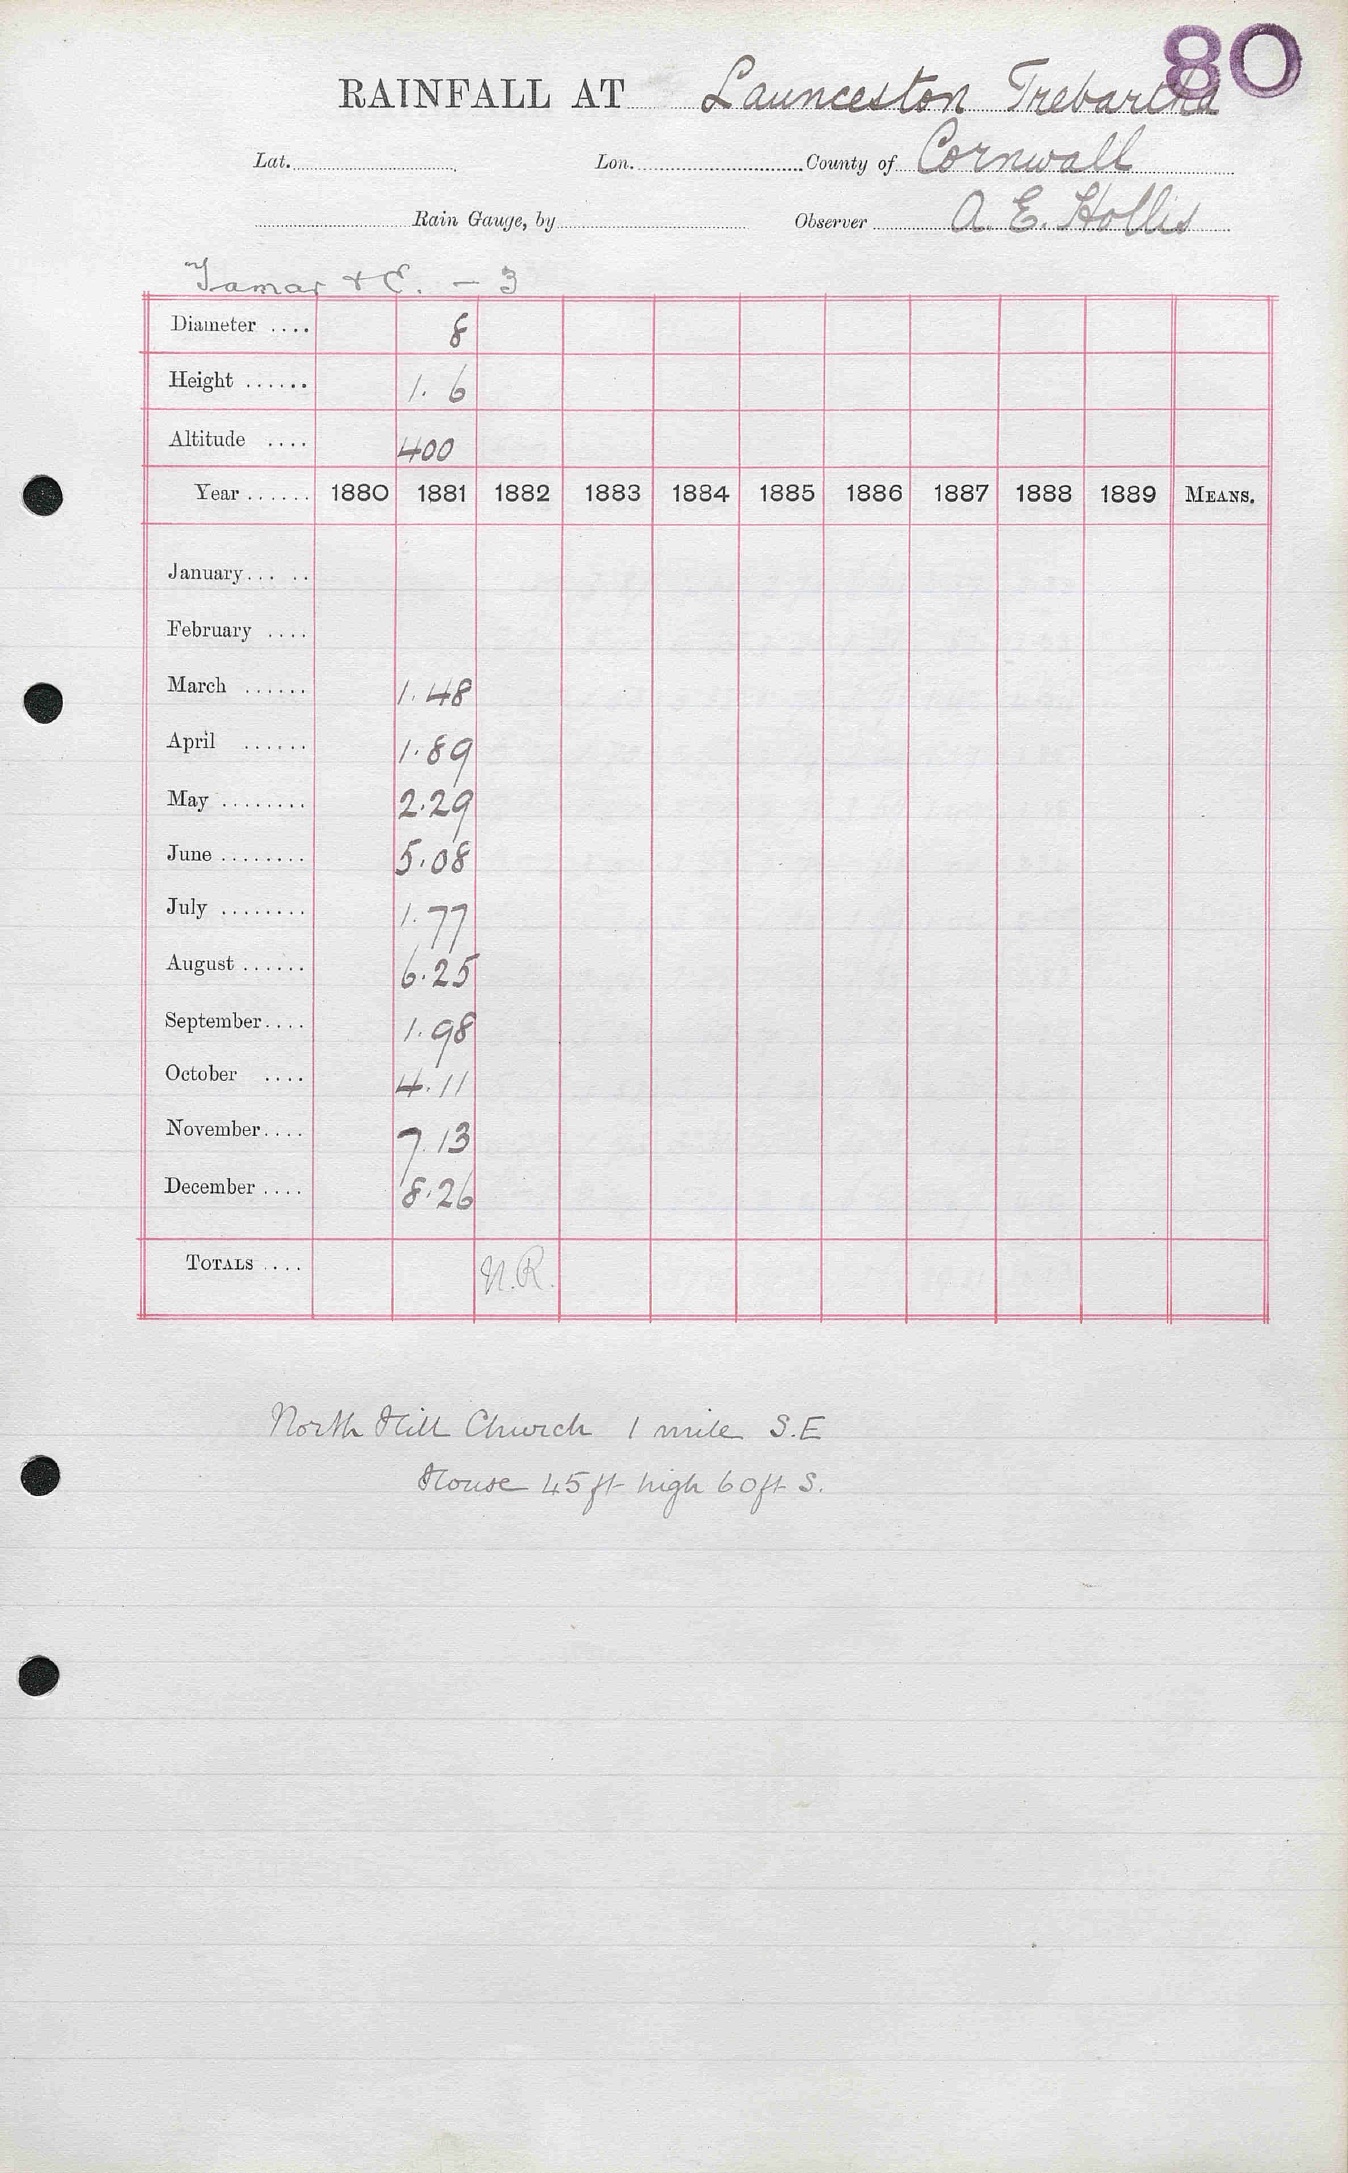 80
RAINFALL AT Launceston Trebartha
Lat. Lon. County of Cornwall
Rain Gauge, by Observer A. E. Hollis
Tamar & E. - 3
Diameter .... 8
Height ...... 1. 6
Altitude .... 400
Year ...... 1880 1881 1882 1883 1884 1885 1886 1887 1888 1889 MEANS.
January... ..
February ....
March ...... 1.48
April ...... 1.89
May ........ 2.29
June ........ 5.08
July ........ 1.77
August ...... 6.25
September.... 1.98
October .... 4.11
November.... 7.13
December .... 8.26
TOTALS .... N.R.
North Hill Church 1 mile S.E
House 45 ft high 60 ft S.